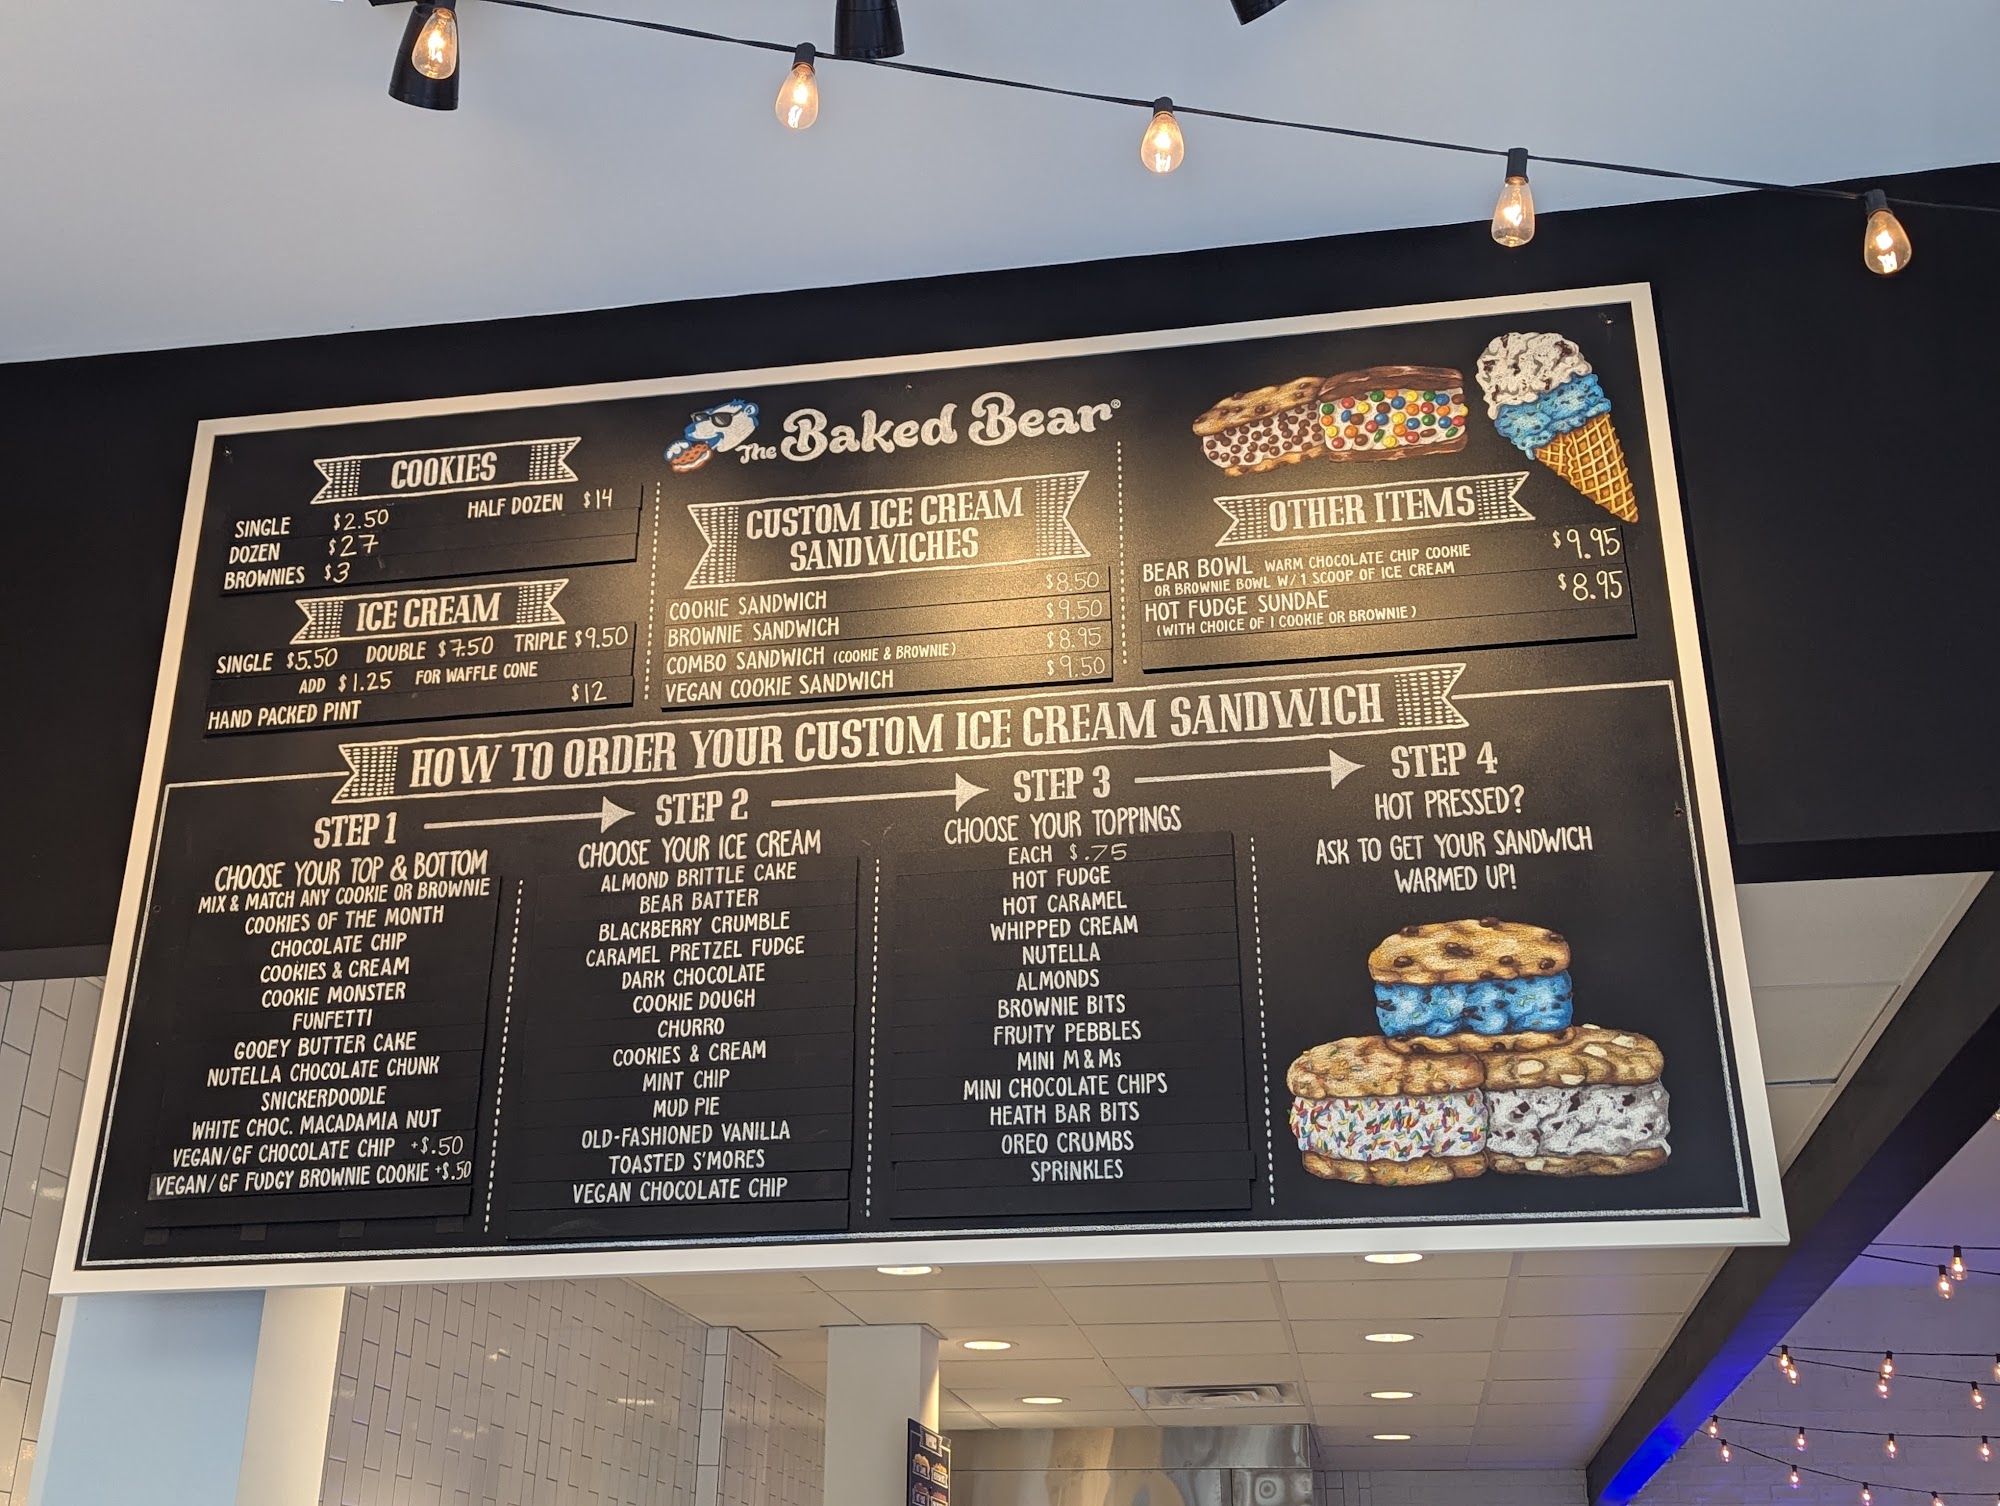 The Baked Bear®
COOKIES
SINGLE $2.50 HALF DOZEN $14
DOZEN $27
BROWNIES $3
ICE CREAM
SINGLE $5.50 DOUBLE $7.50 TRIPLE $9.50
ADD $1.25 FOR WAFFLE CONE
HAND PACKED PINT $12
CUSTOM ICE CREAM
SANDWICHES
COOKIE SANDWICH $8.50
BROWNIE SANDWICH $9.50
COMBO SANDWICH (COOKIE & BROWNIE) $8.95
VEGAN COOKIE SANDWICH $9.50
OTHER ITEMS
BEAR BOWL WARM CHOCOLATE CHIP COOKIE $9.95
OR BROWNIE BOWL W/ 1 SCOOP OF ICE CREAM
HOT FUDGE SUNDAE $8.95
(WITH CHOICE OF 1 COOKIE OR BROWNIE)
HOW TO ORDER YOUR CUSTOM ICE CREAM SANDWICH
STEP 1
CHOOSE YOUR TOP & BOTTOM
MIX & MATCH ANY COOKIE OR BROWNIE
COOKIES OF THE MONTH
CHOCOLATE CHIP
COOKIES & CREAM
COOKIE MONSTER
FUNFETTI
GOOEY BUTTER CAKE
NUTELLA CHOCOLATE CHUNK
SNICKERDOODLE
WHITE CHOC. MACADAMIA NUT
VEGAN/GF CHOCOLATE CHIP +$.50
VEGAN/GF FUDGY BROWNIE COOKIE +$.50
STEP 2
CHOOSE YOUR ICE CREAM
ALMOND BRITTLE CAKE
BEAR BATTER
BLACKBERRY CRUMBLE
CARAMEL PRETZEL FUDGE
DARK CHOCOLATE
COOKIE DOUGH
CHURRO
COOKIES & CREAM
MINT CHIP
MUD PIE
OLD-FASHIONED VANILLA
TOASTED S'MORES
VEGAN CHOCOLATE CHIP
STEP 3
CHOOSE YOUR TOPPINGS
EACH $.75
HOT FUDGE
HOT CARAMEL
WHIPPED CREAM
NUTELLA
ALMONDS
BROWNIE BITS
FRUITY PEBBLES
MINI M&Ms
MINI CHOCOLATE CHIPS
HEATH BAR BITS
OREO CRUMBS
SPRINKLES
STEP 4
HOT PRESSED?
ASK TO GET YOUR SANDWICH
WARMED UP!